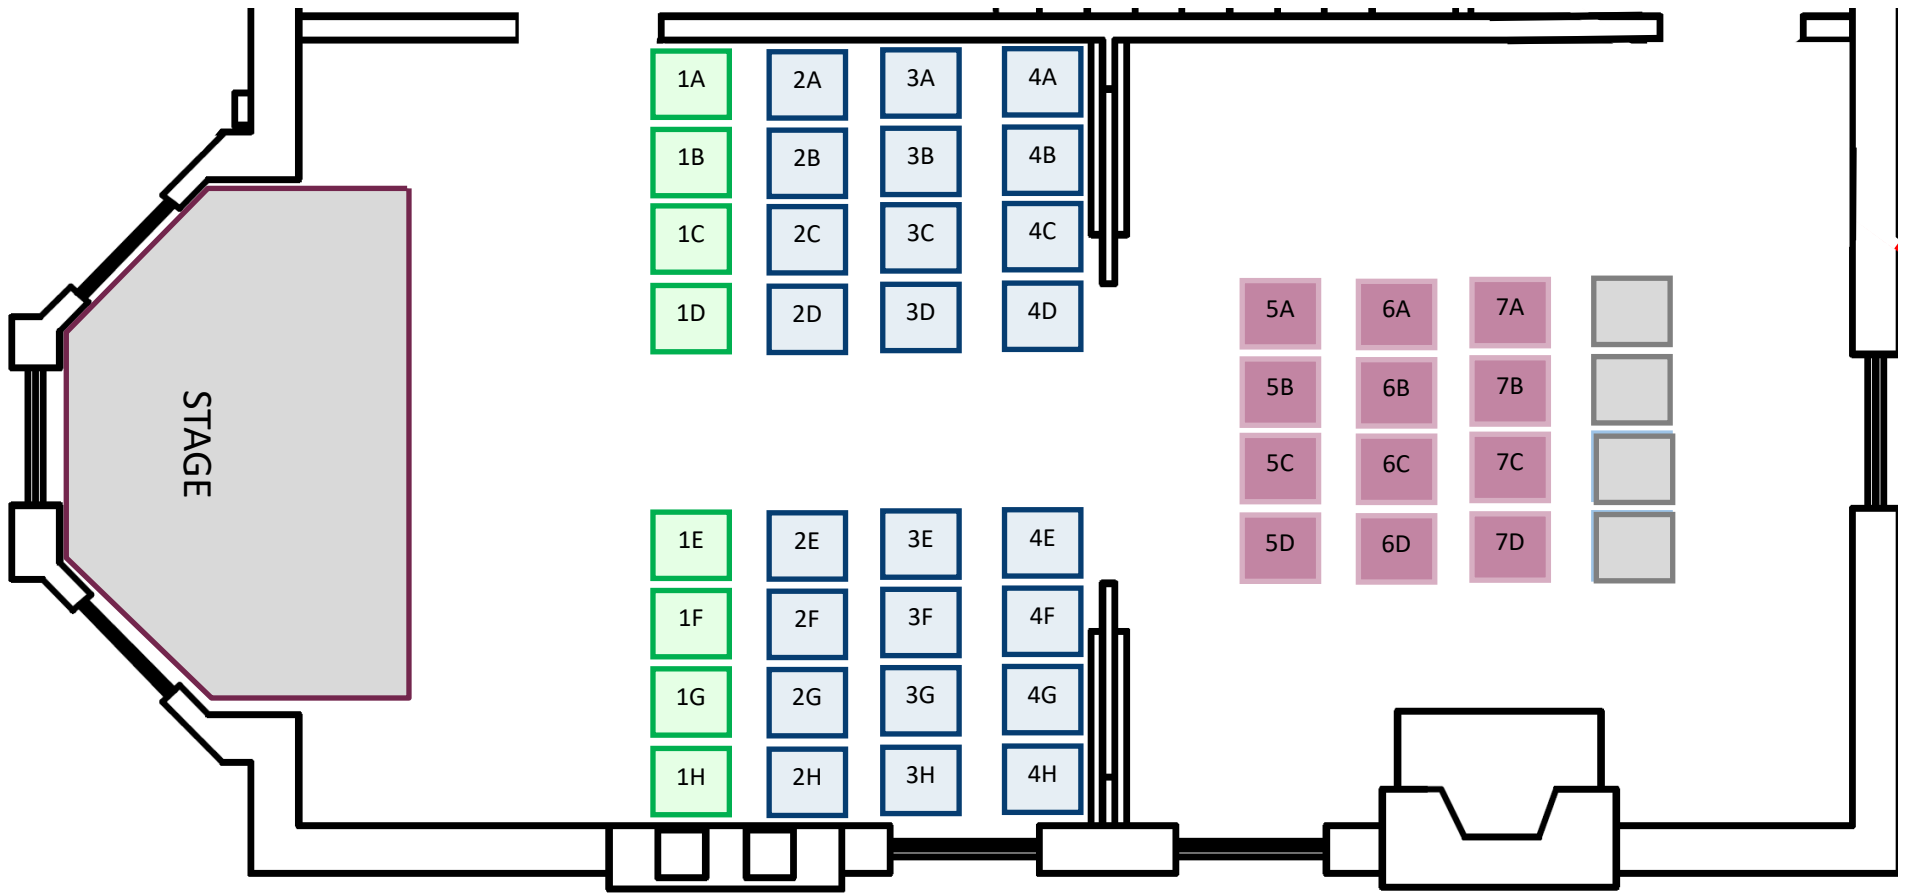 1A 2A 3A 4A
1B 2B 3B 4B
1C 2C 3C 4C
1D 2D 3D 4D
5A 6A 7A
5B 6B 7B
STAGE
5C 6C 7C
5D 6D 7D
1E 2E 3E 4E
1F 2F 3F 4F
1G 2G 3G 4G
1H 2H 3H 4H